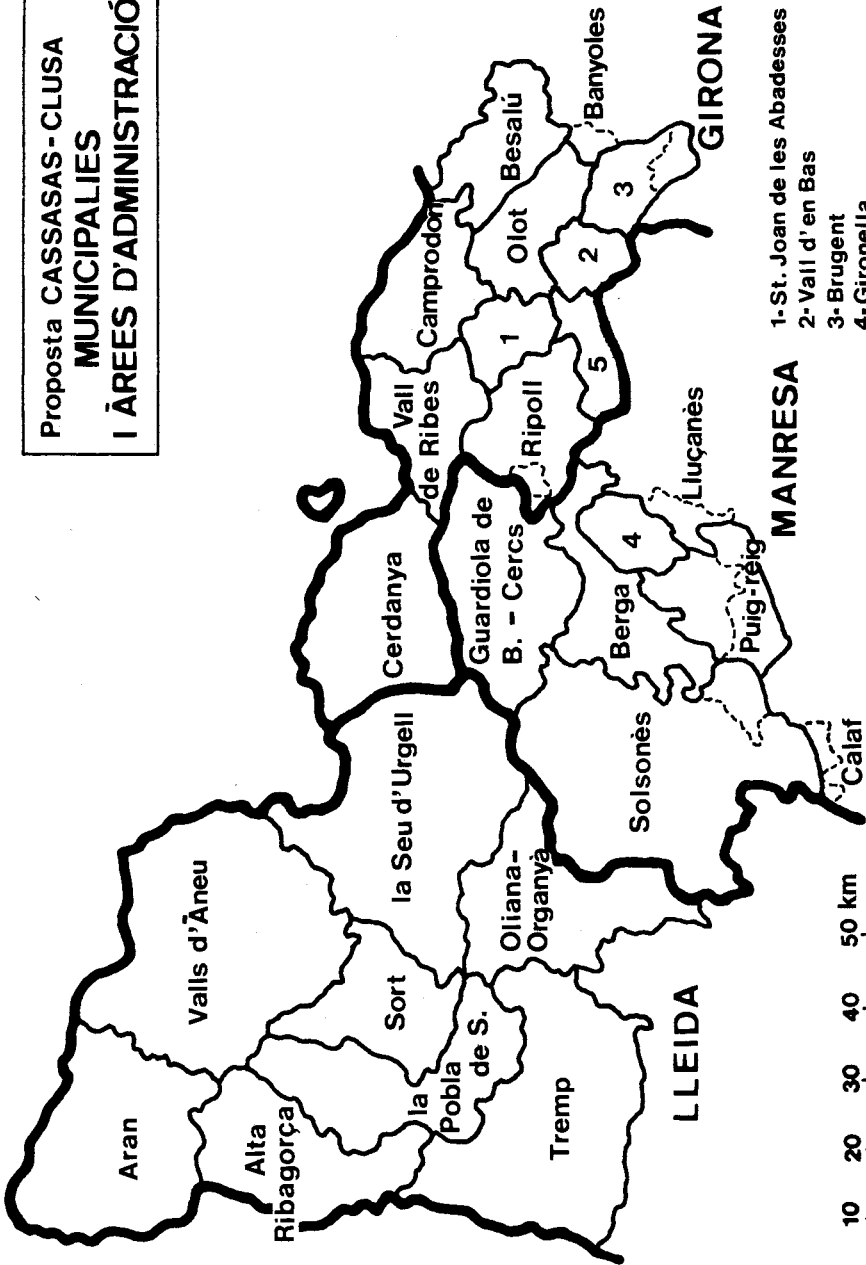 Proposta CASSASAS-CLUSA
MUNICIPALIES
I ÀREES D'ADMINISTRACIÓ
Aran
Valls d'Àneu
Alta
Ribagorça
la
Pobla
de S.
Sort
la Seu d'Urgell
Cerdanya
Vall
de Ribes
Camprodon
Besalú
Olot
Banyoles
1
2
3
Ripoll
5
Guardiola de
B. - Cercs
Berga
4
Lluçanès
Puig-reig
Solsonès
Calaf
Oliana-
Organyà
Tremp
LLEIDA
MANRESA
GIRONA
1-St. Joan de les Abadesses
2-Vall d'en Bas
3-Brugent
4-Gironella
10 20 30 40 50 km